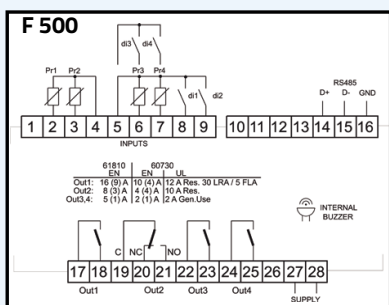 F 500
di3 di4
Pr1 Pr2 Pr3 Pr4 di1 di2
RS485
D+ D- GND
1 2 3 4 5 6 7 8 9 10 11 12 13 14 15 16
INPUTS
61810 60730
EN EN UL
Out1: 16 (9) A 10 (4) A 12 A Res. 30 LRA / 5 FLA
Out2: 8 (3) A 4 (4) A 10 A Res.
Out3,4: 5 (1) A 2 (1) A 2 A Gen.Use
INTERNAL
BUZZER
C NC NO
17 18 19 20 21 22 23 24 25 26 27 28
Out1 Out2 Out3 Out4
SUPPLY